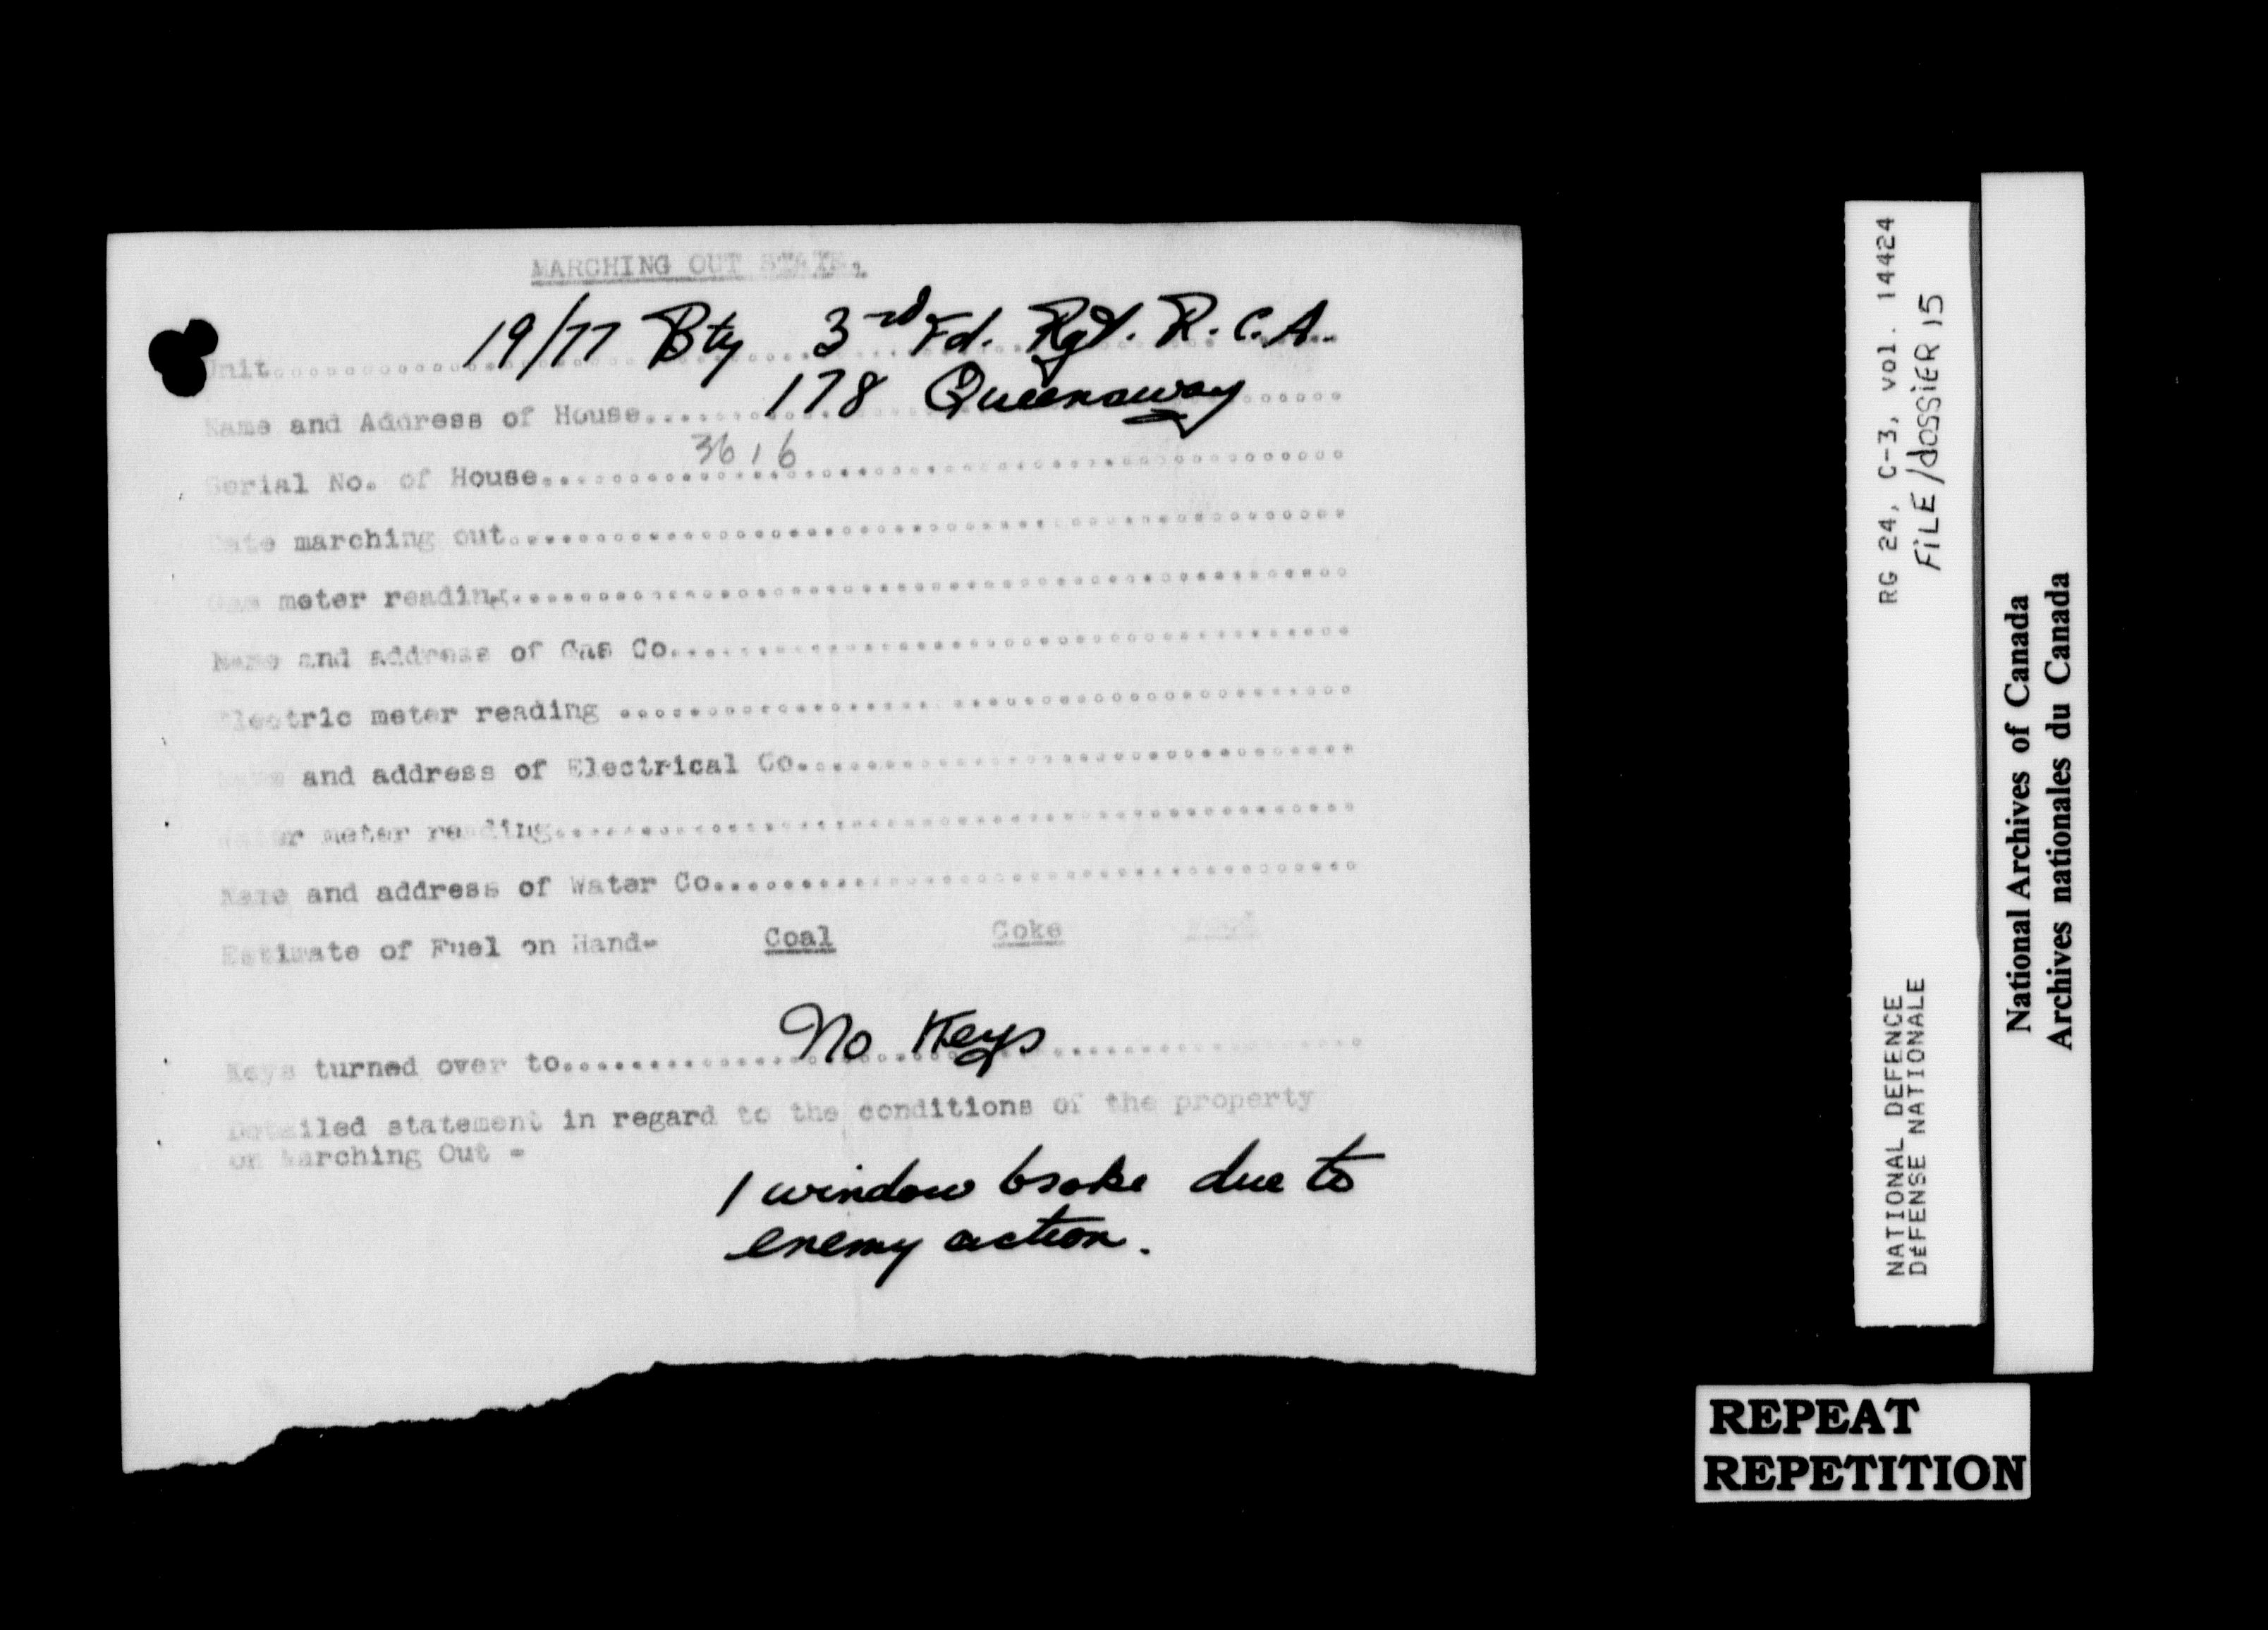 MARCHING OUT STATE.
Unit.......... 19/77 Bty 3rd Fd. Rgt. R.C.A.
Name and Address of House.......... 178 Queensway
Serial No. of House.......... 3616
Date marching out..........
Gas meter reading..........
Name and address of Gas Co..........
Electric meter reading ..........
Name and address of Electrical Co..........
Water meter reading..........
Name and address of Water Co..........
Estimate of Fuel on Hand- Coal Coke
Keys turned over to.......... No Keys
Detailed statement in regard to the conditions of the property
on Marching Out -
1 window broke due to
enemy action.
RG 24, C-3, vol. 14424
FILE/dossier 15
NATIONAL DEFENCE
DÉFENSE NATIONALE
National Archives of Canada
Archives nationales du Canada
REPEAT
REPETITION